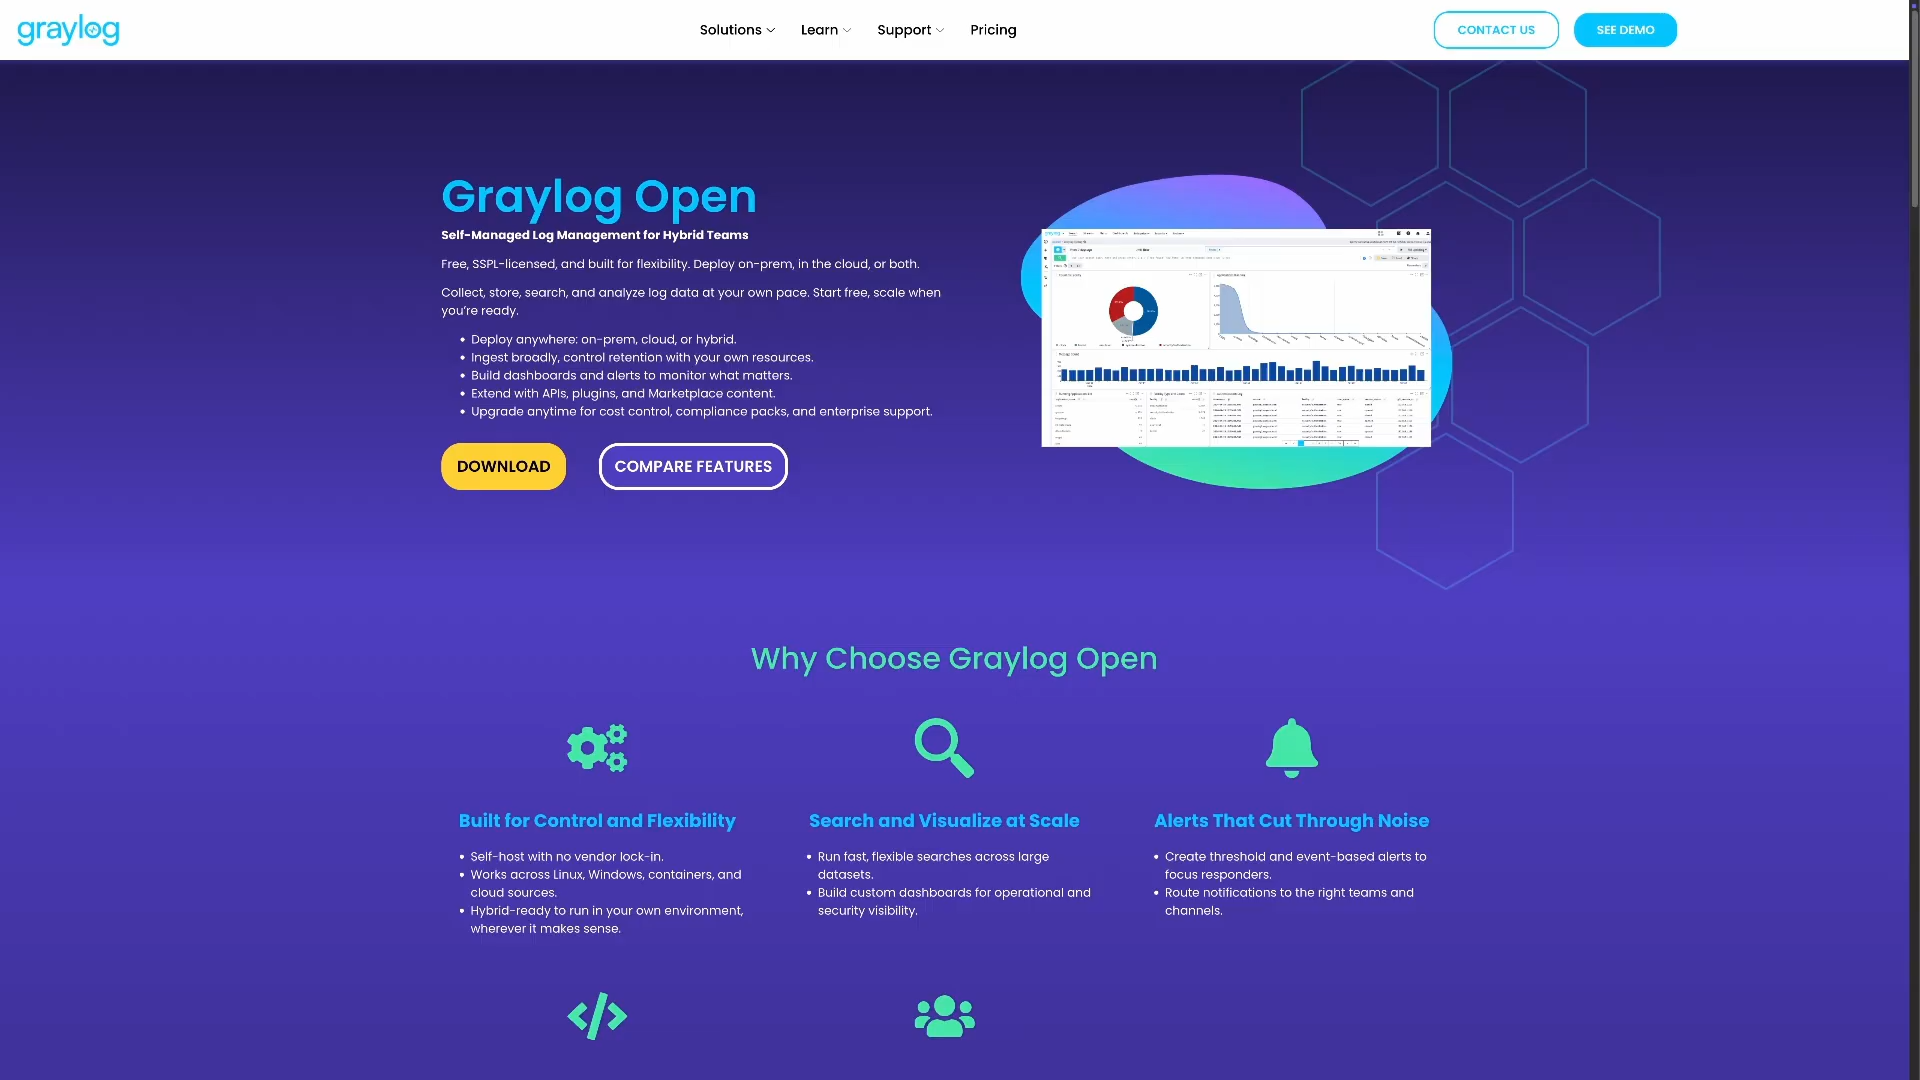 graylog
Solutions
Learn
Support
Pricing
CONTACT US
SEE DEMO
Graylog Open
Self-Managed Log Management for Hybrid Teams
Free, SSPL-licensed, and built for flexibility. Deploy on-prem, in the cloud, or both.
Collect, store, search, and analyze log data at your own pace. Start free, scale when
you’re ready.
• Deploy anywhere: on-prem, cloud, or hybrid.
• Ingest broadly, control retention with your own resources.
• Build dashboards and alerts to monitor what matters.
• Extend with APIs, plugins, and Marketplace content.
• Upgrade anytime for cost control, compliance packs, and enterprise support.
DOWNLOAD
COMPARE FEATURES
Why Choose Graylog Open
Built for Control and Flexibility
• Self-host with no vendor lock-in.
• Works across Linux, Windows, containers, and
cloud sources.
• Hybrid-ready to run in your own environment,
wherever it makes sense.
Search and Visualize at Scale
• Run fast, flexible searches across large
datasets.
• Build custom dashboards for operational and
security visibility.
Alerts That Cut Through Noise
• Create threshold and event-based alerts to
focus responders.
• Route notifications to the right teams and
channels.